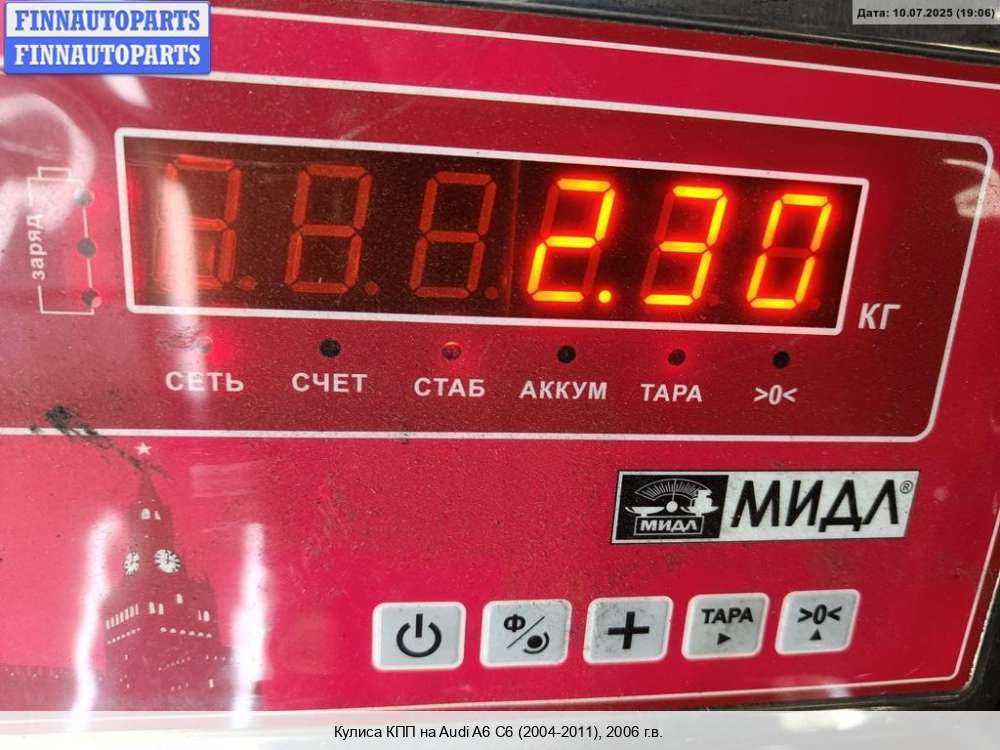 FINNAUTOPARTS
FINNAUTOPARTS
Дата: 10.07.2025 (19:06)
заряд
2.30
КГ
СЕТЬ СЧЕТ СТАБ АККУМ ТАРА >0<
МИДЛ МИДЛ®
Ф ТАРА >0<
Кулиса КПП на Audi A6 C6 (2004-2011), 2006 г.в.